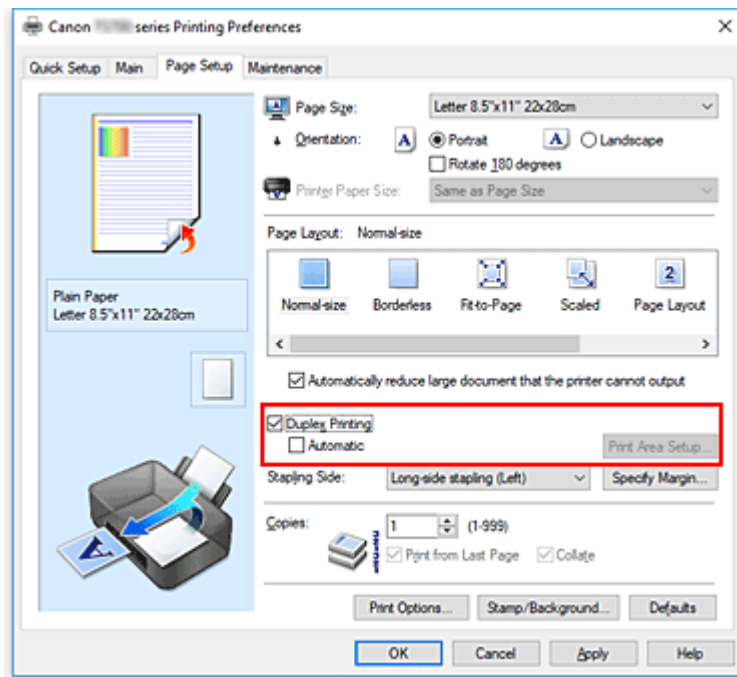 Canon series Printing Preferences
Quick Setup Main Page Setup Maintenance
Page Size: Letter 8.5"x11" 22x28cm
Orientation: A Portrait A Landscape
Rotate 180 degrees
Printer Paper Size: Same as Page Size
Page Layout: Normal-size
2
Normal-size Borderless Fit-to-Page Scaled Page Layout
Plain Paper
Letter 8.5"x11" 22x28cm
Automatically reduce large document that the printer cannot output
Duplex Printing
Automatic Print Area Setup...
Stapling Side: Long-side stapling (Left) Specify Margin...
Copies: 1 (1-999)
Print from Last Page Collate
A
Print Options... Stamp/Background... Defaults
OK Cancel Apply Help